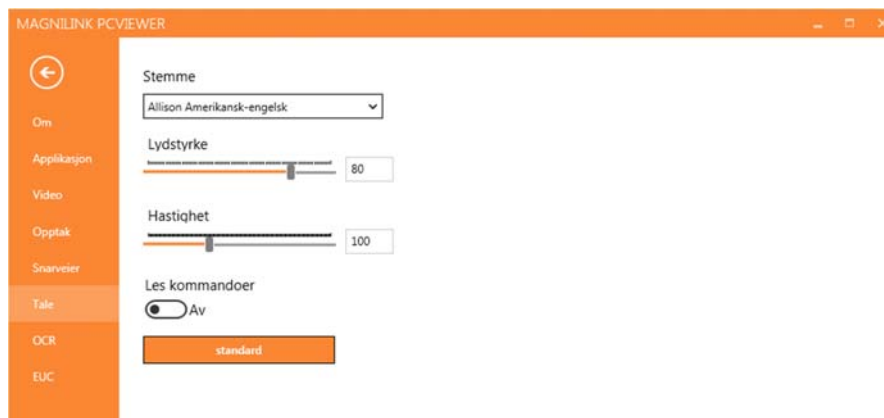 MAGNILINK PCVIEWER
Om
Applikasjon
Video
Opptak
Snarveier
Tale
OCR
EUC
Stemme
Allison Amerikansk-engelsk
Lydstyrke
80
Hastighet
100
Les kommandoer
Av
standard